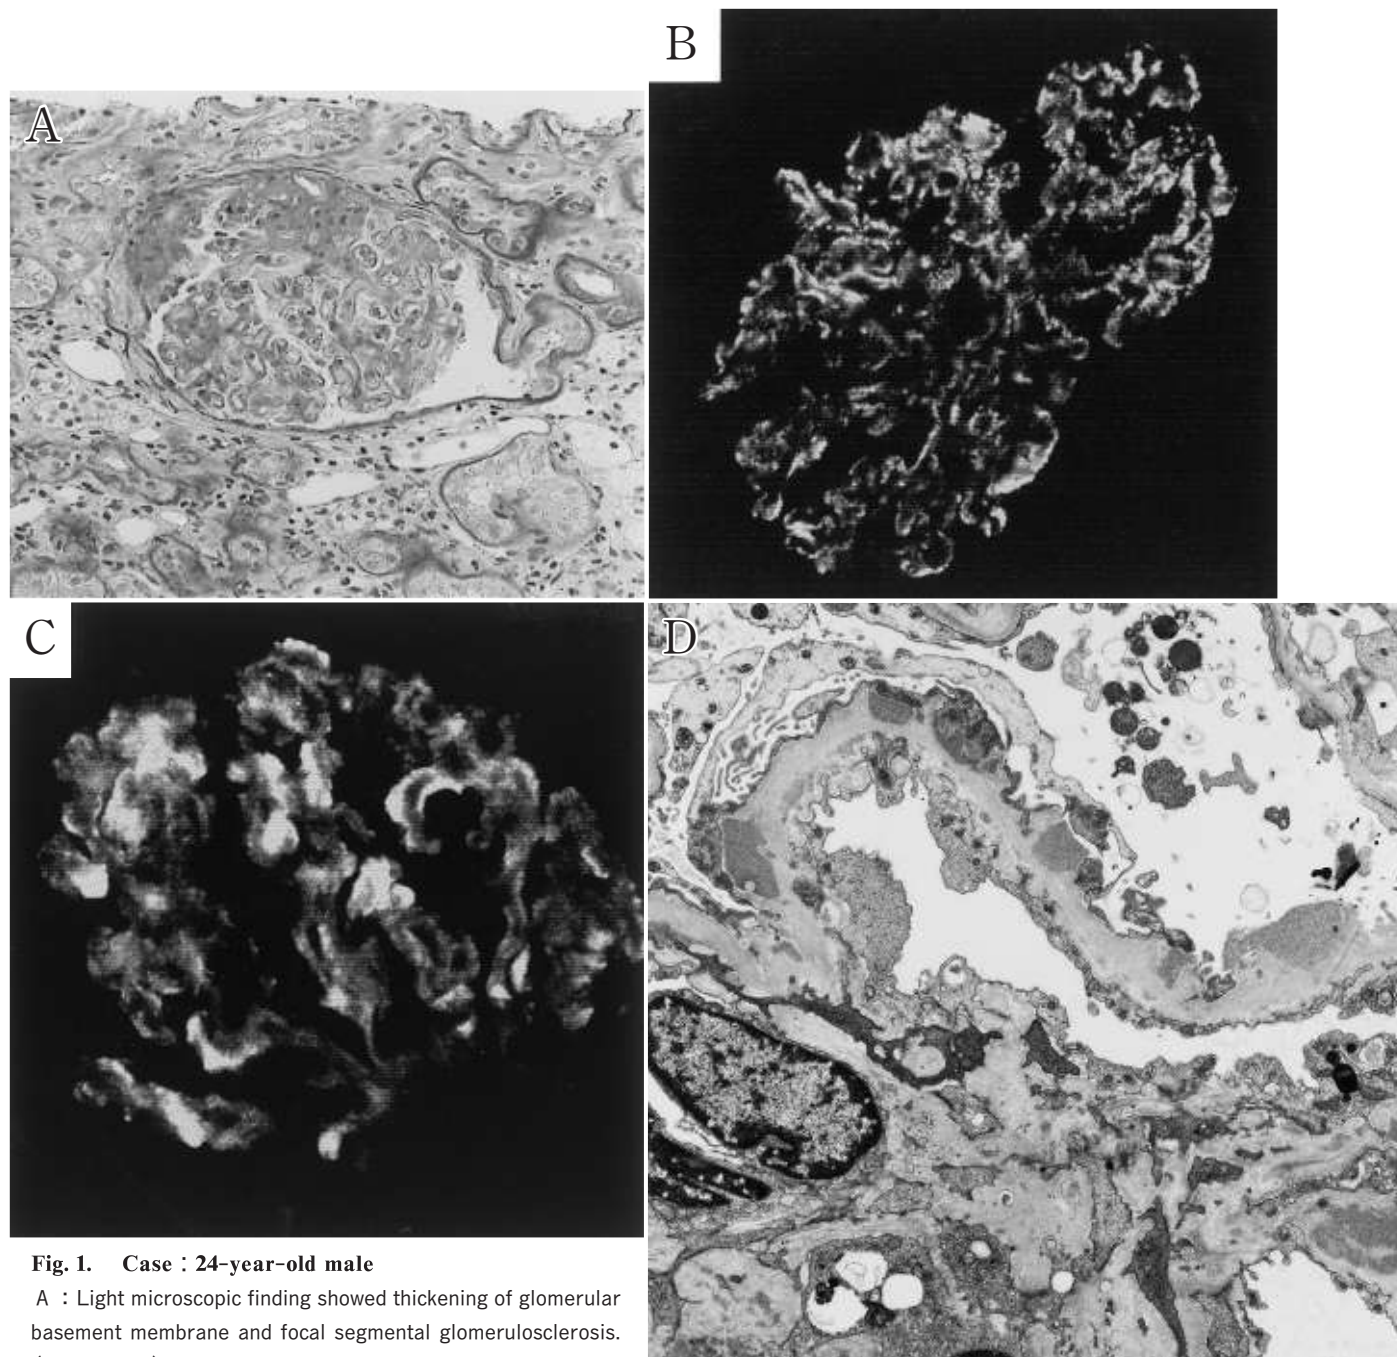 A
B
C
D
Fig. 1. Case : 24-year-old male
A : Light microscopic finding showed thickening of glomerular
basement membrane and focal segmental glomerulosclerosis.